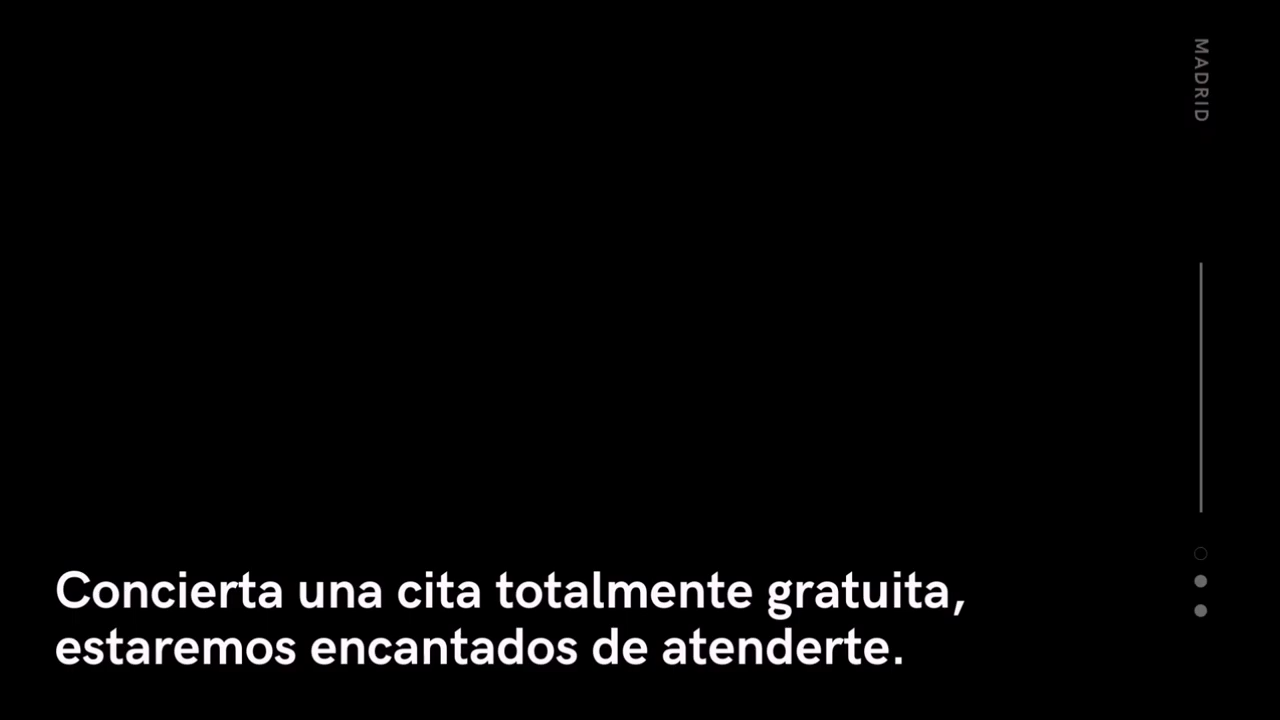 MADRID
Concierta una cita totalmente gratuita,
estaremos encantados de atenderte.